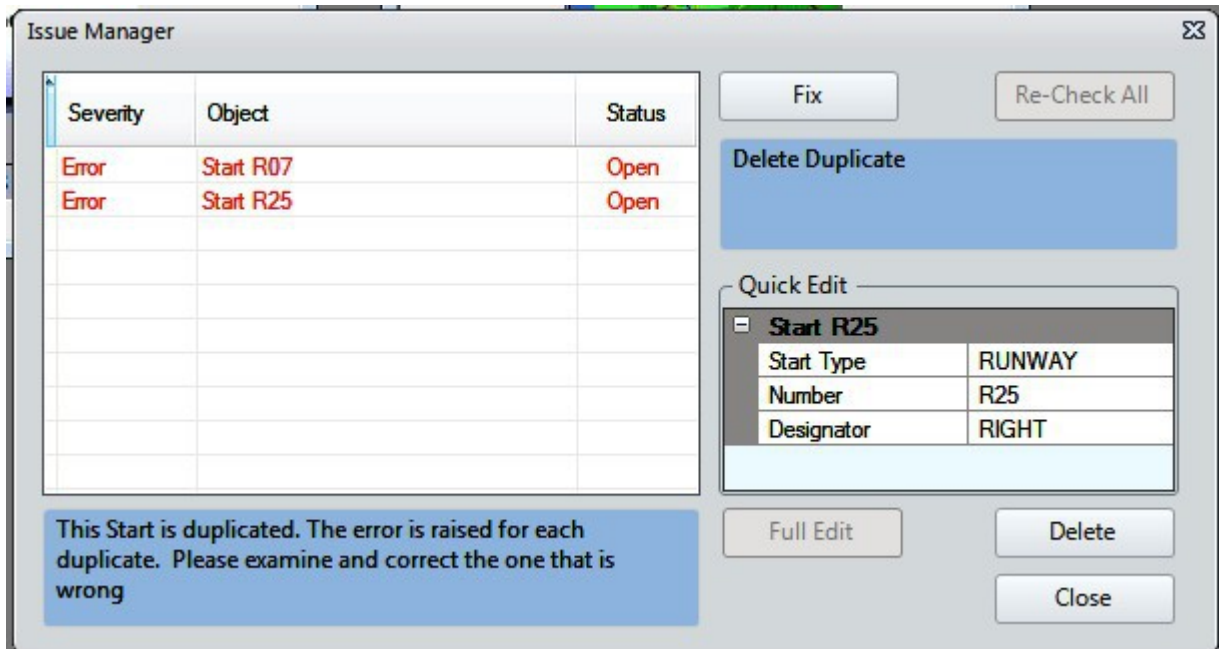 Issue Manager
Severity Object Status
Error Start R07 Open
Error Start R25 Open
This Start is duplicated. The error is raised for each
duplicate. Please examine and correct the one that is
wrong
Fix Re-Check All
Delete Duplicate
Quick Edit
Start R25
Start Type RUNWAY
Number R25
Designator RIGHT
Full Edit Delete
Close